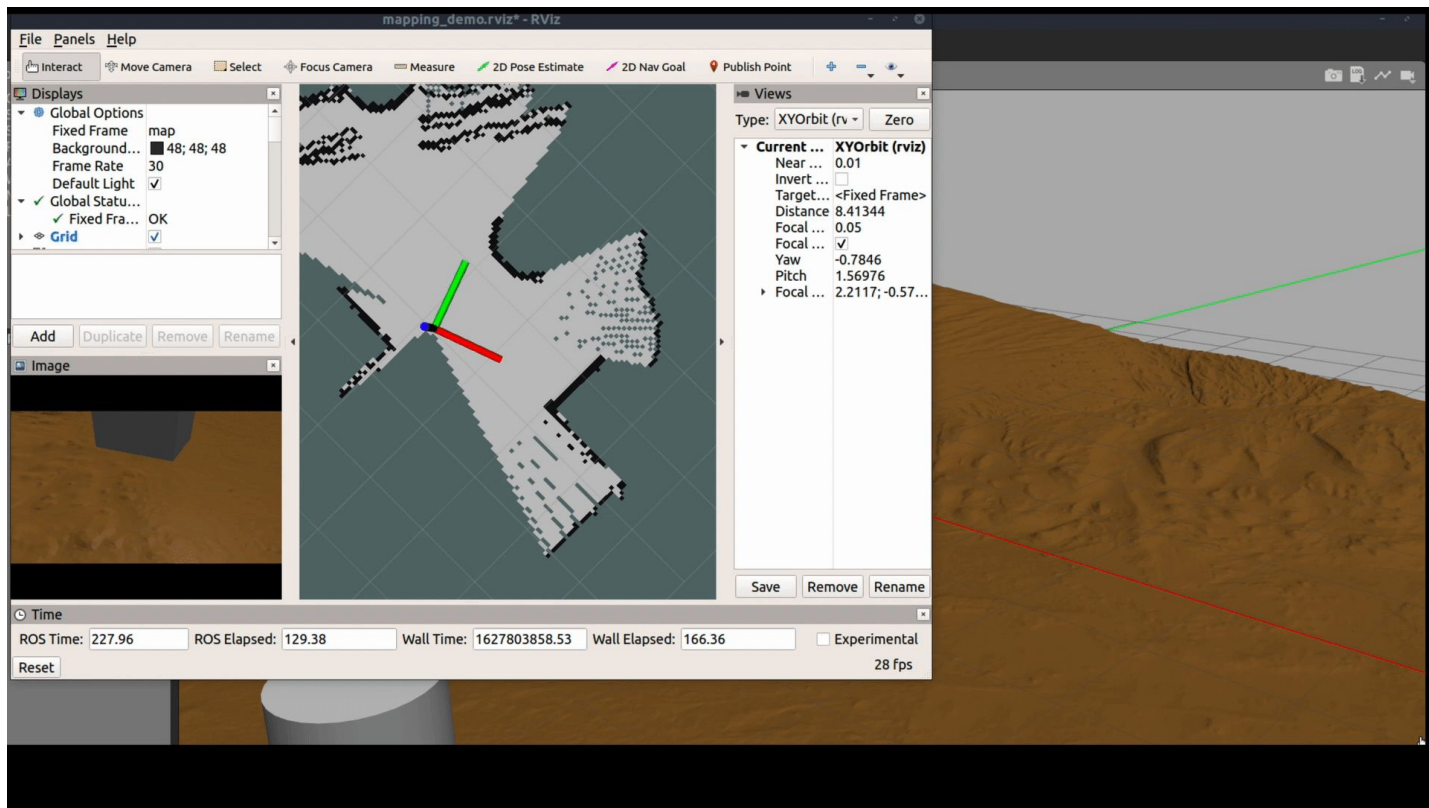 mapping_demo.rviz* - RViz
File Panels Help
Interact Move Camera Select Focus Camera Measure 2D Pose Estimate 2D Nav Goal Publish Point
Displays
Global Options
Fixed Frame map
Background... 48; 48; 48
Frame Rate 30
Default Light
Global Statu...
Fixed Fra... OK
Grid
Add Duplicate Remove Rename
Image
Views
Type: XYOrbit (rv Zero
Current ... XYOrbit (rviz)
Near ... 0.01
Invert ...
Target... <Fixed Frame>
Distance 8.41344
Focal ... 0.05
Focal ...
Yaw -0.7846
Pitch 1.56976
Focal ... 2.2117; -0.57...
Save Remove Rename
Time
ROS Time: 227.96 ROS Elapsed: 129.38 Wall Time: 1627803858.53 Wall Elapsed: 166.36 Experimental
Reset 28 fps